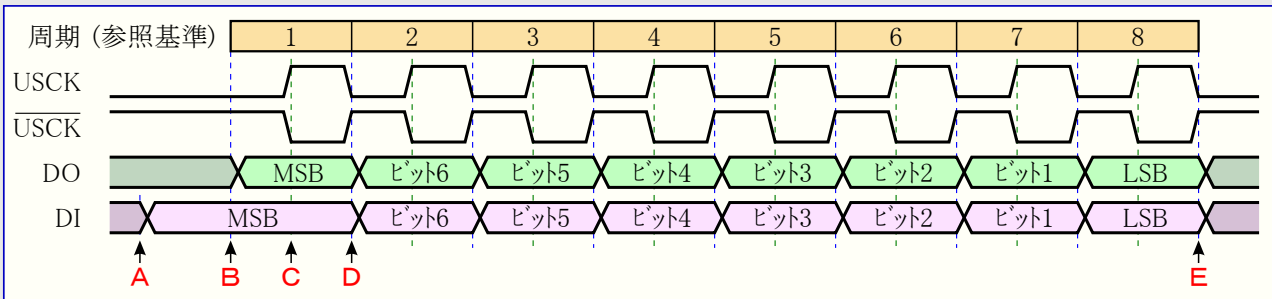 周期 (参照基準) 1 2 3 4 5 6 7 8
USCK
USCK
DO MSB ビット6 ビット5 ビット4 ビット3 ビット2 ビット1 LSB
DI MSB ビット6 ビット5 ビット4 ビット3 ビット2 ビット1 LSB
A B C D E